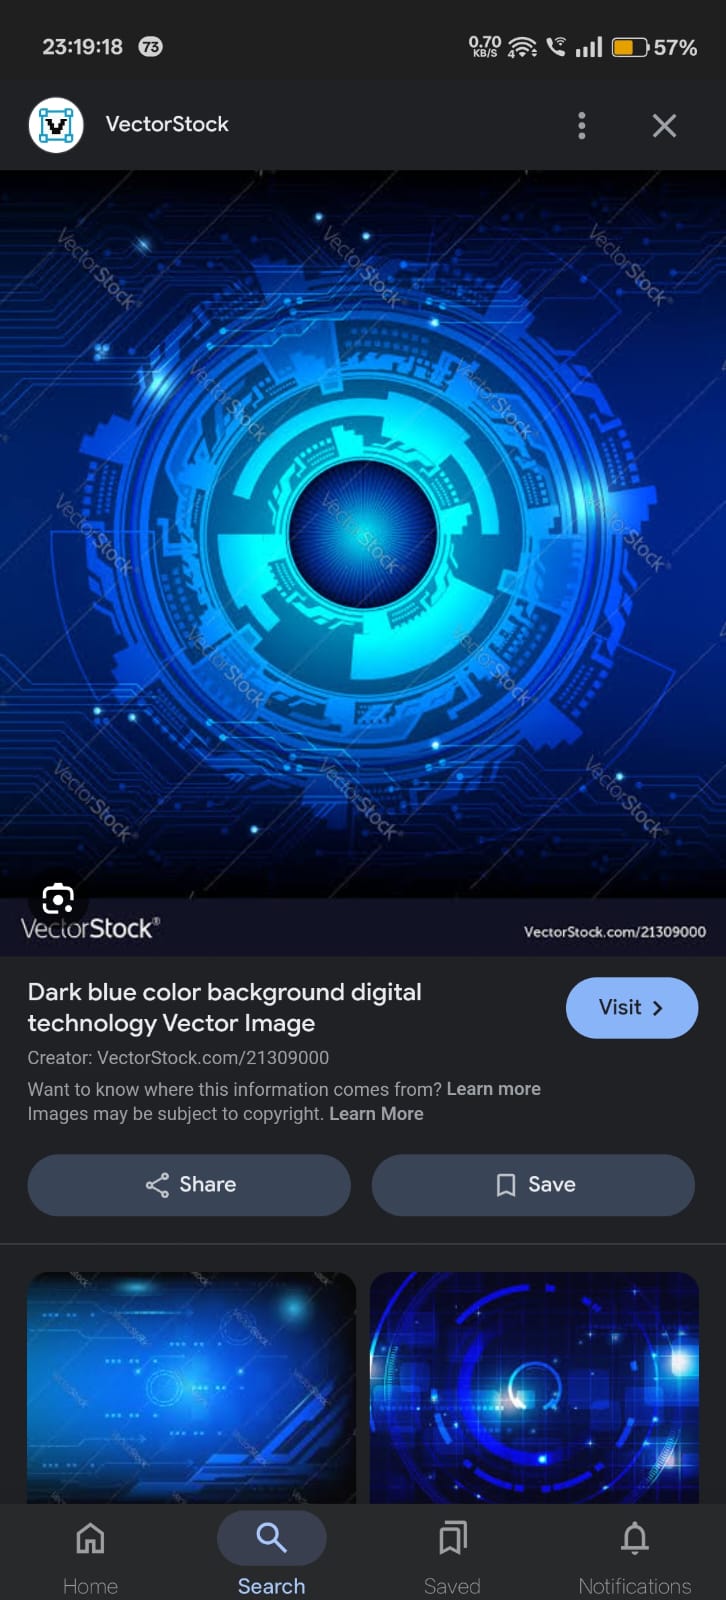 23:19:18 73 0.70 KB/S 4 57%
VectorStock
VectorStock®
VectorStock®
VectorStock®
VectorStock®
VectorStock®
VectorStock®
VectorStock®
VectorStock®
VectorStock®
VectorStock®
VectorStock®
VectorStock®
VectorStock®
VectorStock® VectorStock.com/21309000
Dark blue color background digital
technology Vector Image
Visit
Creator: VectorStock.com/21309000
Want to know where this information comes from? Learn more
Images may be subject to copyright. Learn More
Share Save
Home Search Saved Notifications